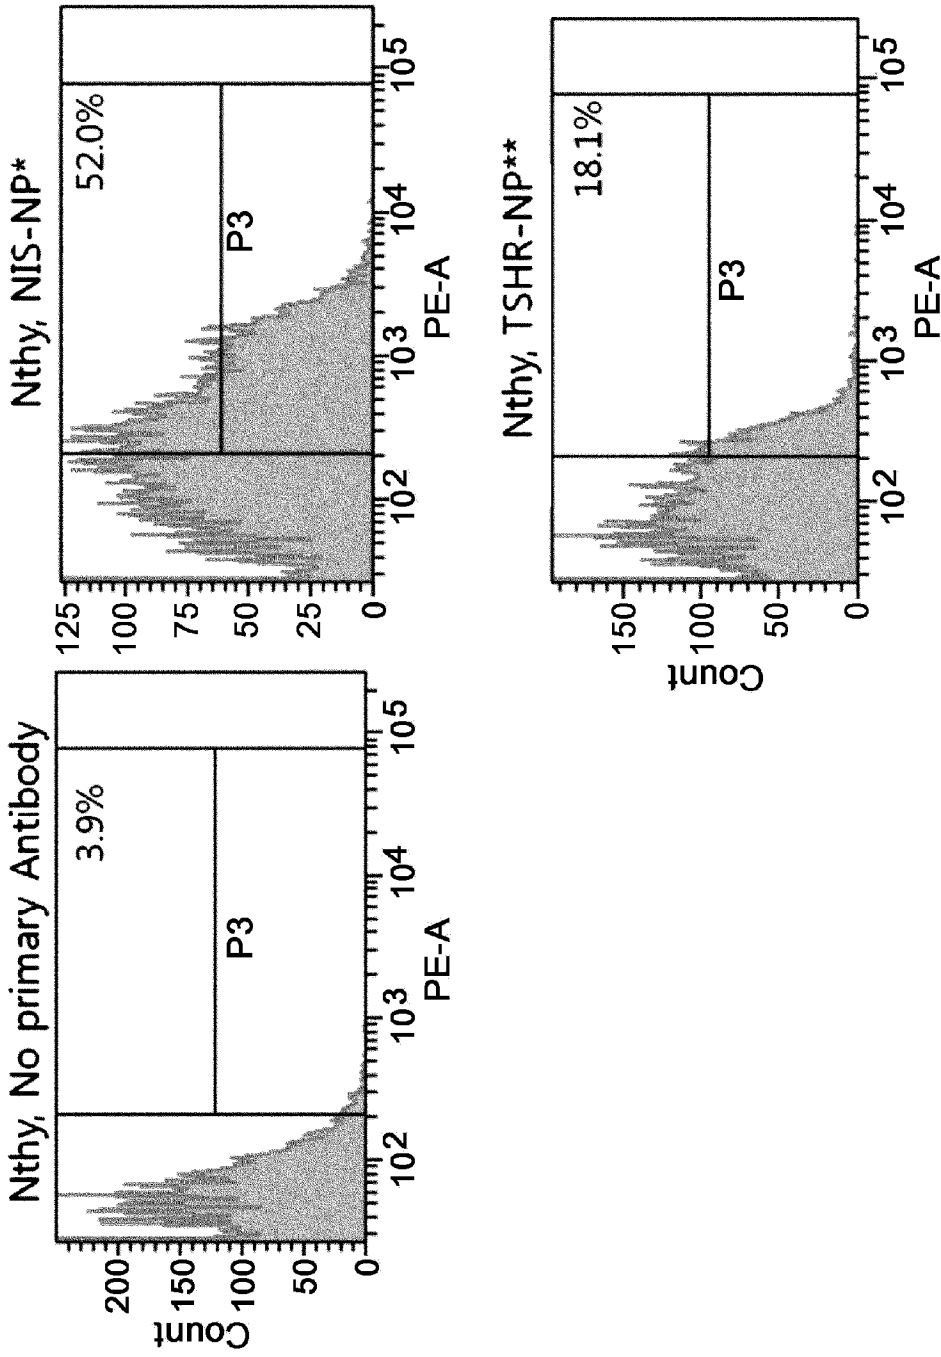 Nthy, No primary Antibody
3.9%
P3
Count
200
150
100
50
0
10²
10³
10⁴
10⁵
PE-A
Nthy, NIS-NP*
52.0%
P3
125
100
75
50
25
0
10²
10³
10⁴
10⁵
PE-A
Nthy, TSHR-NP**
18.1%
P3
Count
150
100
50
0
10²
10³
10⁴
10⁵
PE-A